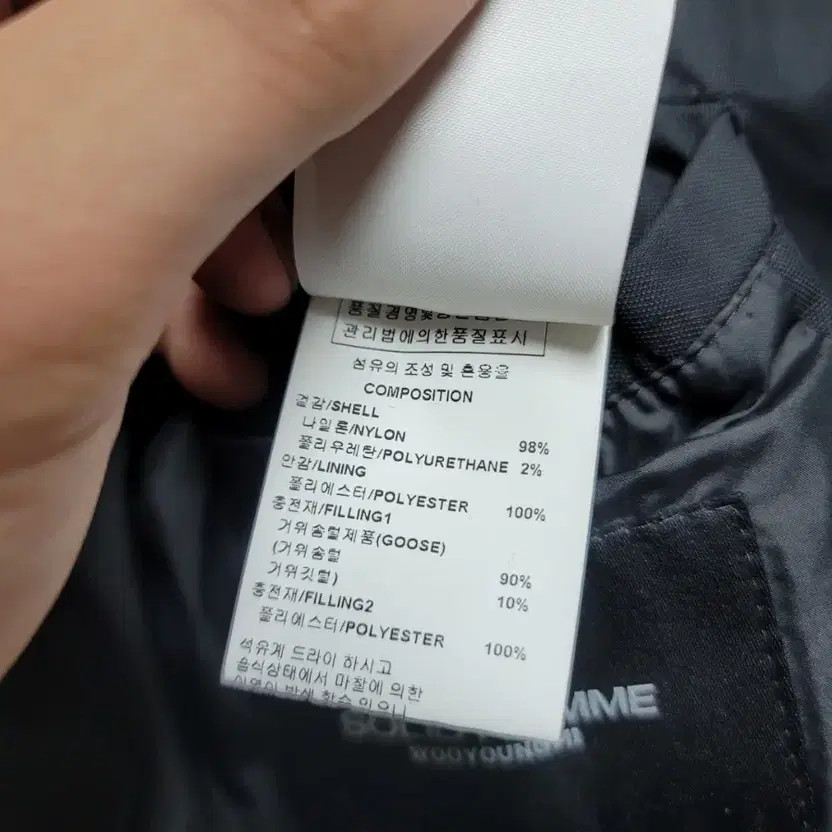 관리법에의한품질표시
섬유의 조성 및 혼용율
COMPOSITION
겉감/SHELL
나일론/NYLON 98%
폴리우레탄/POLYURETHANE 2%
안감/LINING
폴리에스터/POLYESTER 100%
충전재/FILLING1
거위솜털제품(GOOSE)
(거위솜털 90%
거위깃털) 10%
충전재/FILLING2
폴리에스터/POLYESTER 100%
석유계 드라이 하시고
습식상태에서 마찰에 의한
WOOYOUNGMI